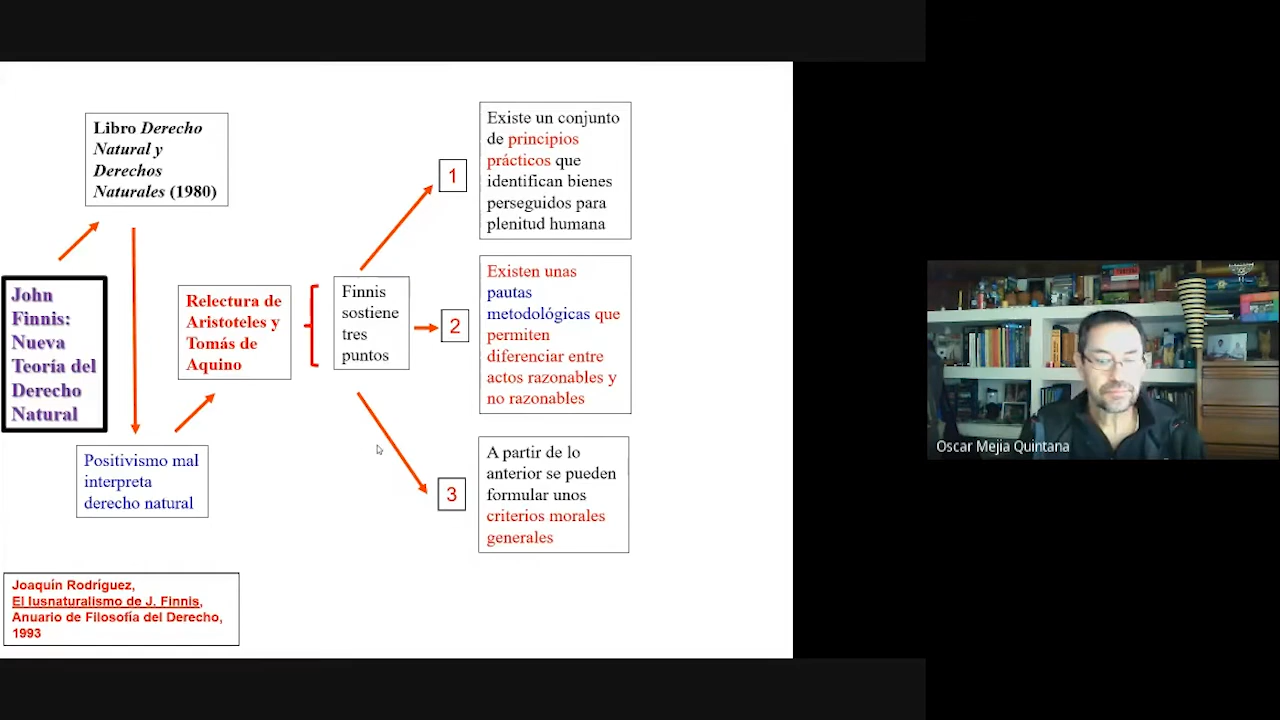 Libro Derecho
Natural y
Derechos
Naturales (1980)
John
Finnis:
Nueva
Teoría del
Derecho
Natural
Positivismo mal
interpreta
derecho natural
Relectura de
Aristoteles y
Tomás de
Aquino
Finnis
sostiene
tres
puntos
1
Existe un conjunto
de principios
prácticos que
identifican bienes
perseguidos para
plenitud humana
2
Existen unas
pautas
metodológicas que
permiten
diferenciar entre
actos razonables y
no razonables
3
A partir de lo
anterior se pueden
formular unos
criterios morales
generales
Joaquín Rodríguez,
El Iusnaturalismo de J. Finnis,
Anuario de Filosofía del Derecho,
1993
Oscar Mejia Quintana